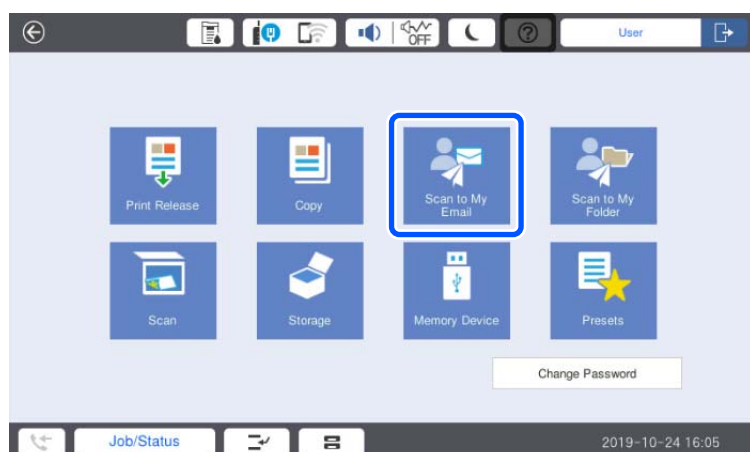 OFF
User
Print Release
Copy
Scan to My
Email
Scan to My
Folder
Scan
Storage
Memory Device
Presets
Change Password
Job/Status
2019-10-24 16:05